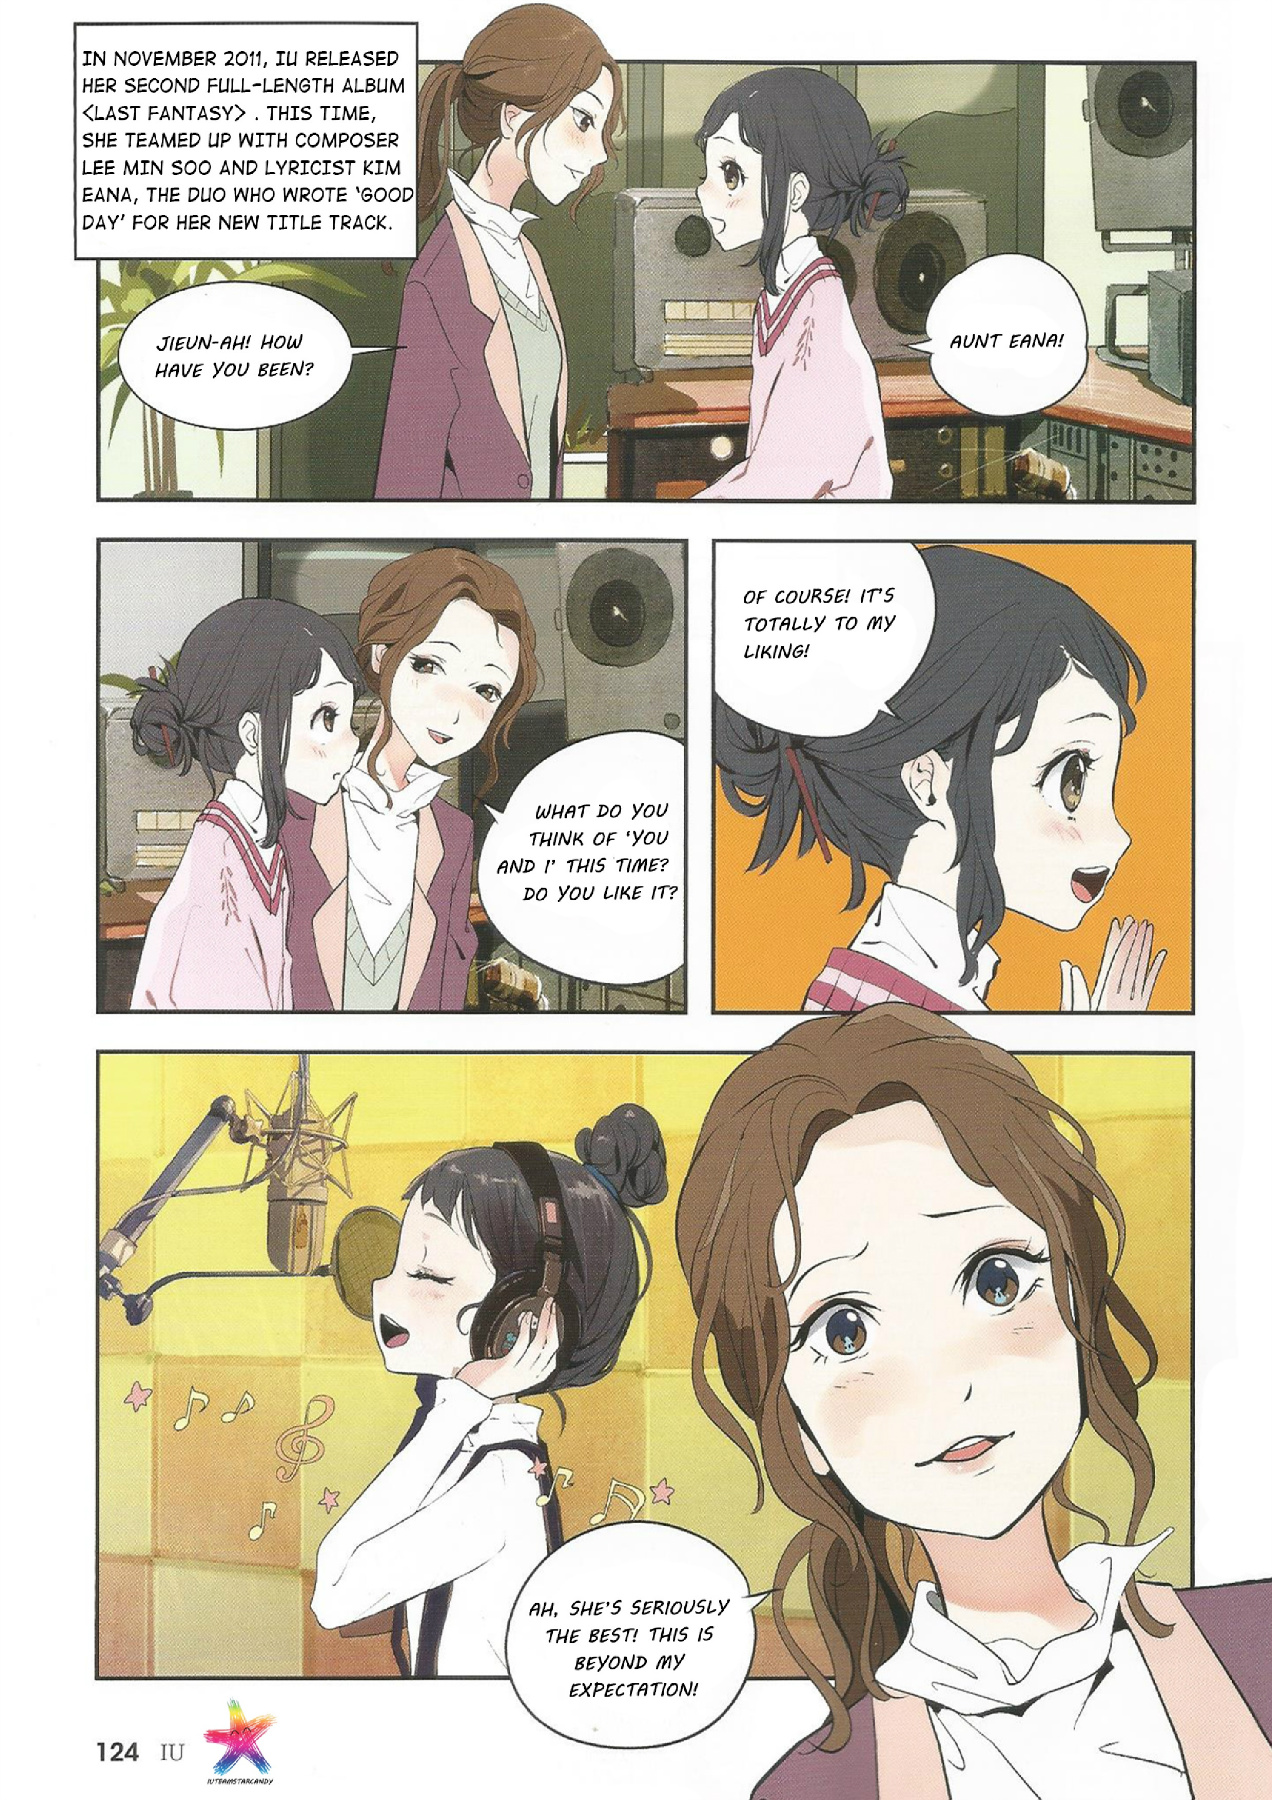 IN NOVEMBER 2011, IU RELEASED
HER SECOND FULL-LENGTH ALBUM
<LAST FANTASY> . THIS TIME,
SHE TEAMED UP WITH COMPOSER
LEE MIN SOO AND LYRICIST KIM
EANA, THE DUO WHO WROTE 'GOOD
DAY' FOR HER NEW TITLE TRACK.
JIEUN-AH! HOW
HAVE YOU BEEN?
AUNT EANA!
WHAT DO YOU
THINK OF 'YOU
AND I' THIS TIME?
DO YOU LIKE IT?
OF COURSE! IT'S
TOTALLY TO MY
LIKING!
AH, SHE'S SERIOUSLY
THE BEST! THIS IS
BEYOND MY
EXPECTATION!
124 IU
IUTEAMSTARCANDY